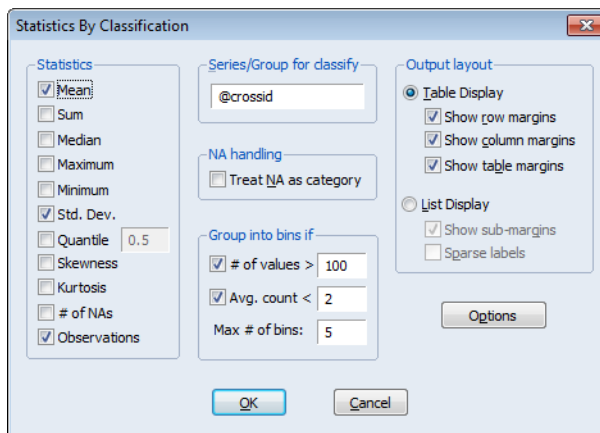 Statistics By Classification
Statistics
Mean
Sum
Median
Maximum
Minimum
Std. Dev.
Quantile 0.5
Skewness
Kurtosis
# of NAs
Observations
Series/Group for classify
@crossid
NA handling
Treat NA as category
Group into bins if
# of values > 100
Avg. count < 2
Max # of bins: 5
Output layout
Table Display
Show row margins
Show column margins
Show table margins
List Display
Show sub-margins
Sparse labels
Options
OK
Cancel